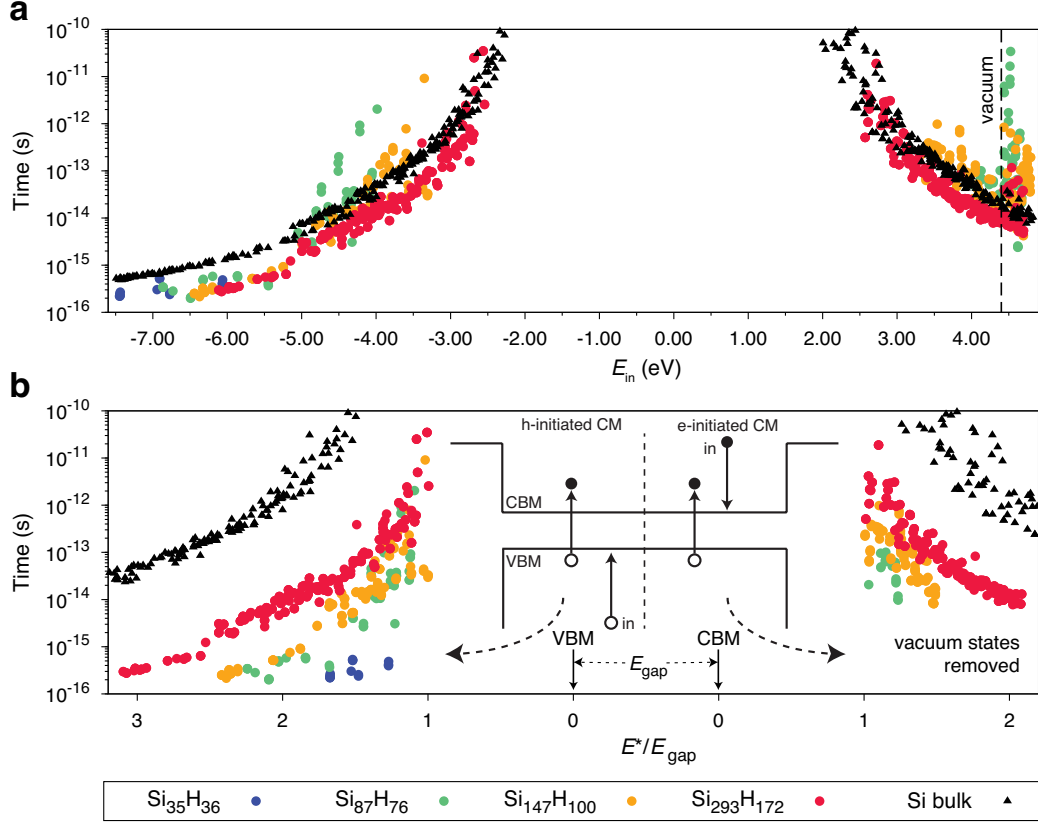 a
10⁻¹⁰
10⁻¹¹
10⁻¹²
10⁻¹³
10⁻¹⁴
10⁻¹⁵
10⁻¹⁶
Time (s)
vacuum
-7.00 -6.00 -5.00 -4.00 -3.00 -2.00 -1.00 0.00 1.00 2.00 3.00 4.00
E_in (eV)
b
10⁻¹⁰
10⁻¹¹
10⁻¹²
10⁻¹³
10⁻¹⁴
10⁻¹⁵
10⁻¹⁶
Time (s)
h-initiated CM e-initiated CM
in
CBM
VBM
in
VBM CBM
E_gap
vacuum states
removed
3 2 1 0 0 1 2
E*/E_gap
Si₃₅H₃₆ Si₈₇H₇₆ Si₁₄₇H₁₀₀ Si₂₉₃H₁₇₂ Si bulk